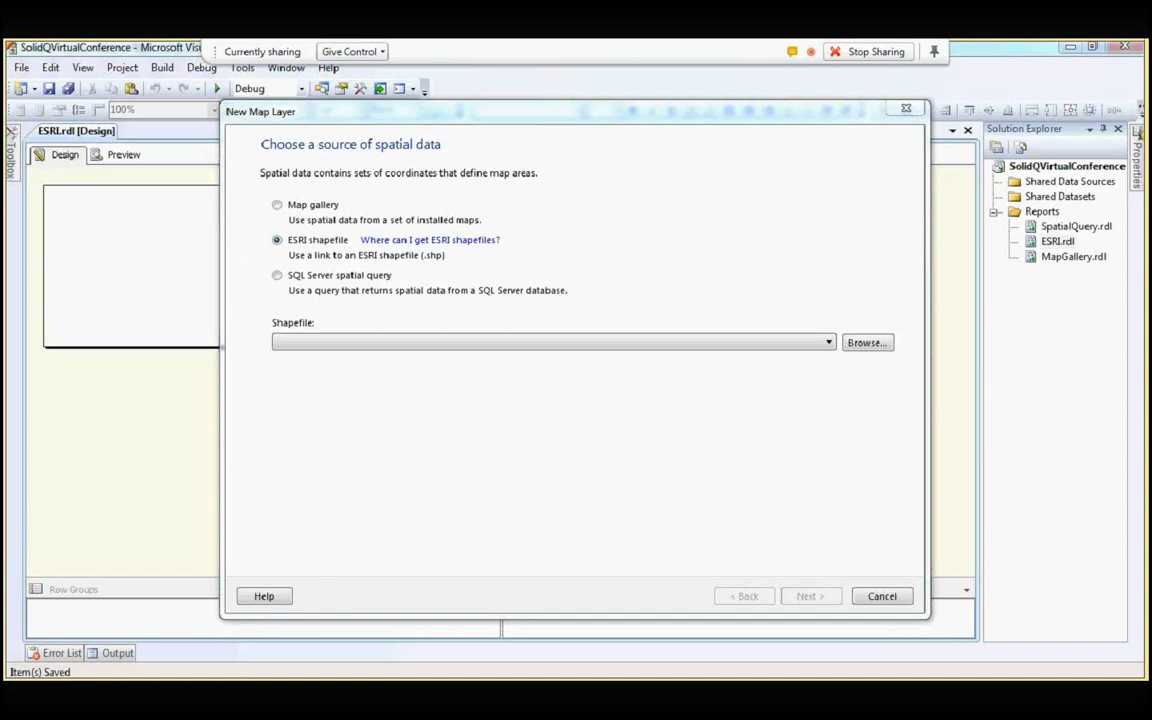 SolidQVirtualConference - Microsoft Visu
Currently sharing
Give Control
Stop Sharing
File Edit View Project Build Debug Tools Window Help
Debug
100%
New Map Layer
ESRI.rdl [Design]
Solution Explorer
Toolbox
Properties
Design
Preview
Choose a source of spatial data
Spatial data contains sets of coordinates that define map areas.
Map gallery
Use spatial data from a set of installed maps.
ESRI shapefile Where can I get ESRI shapefiles?
Use a link to an ESRI shapefile (.shp)
SQL Server spatial query
Use a query that returns spatial data from a SQL Server database.
Shapefile:
Browse...
SolidQVirtualConference
Shared Data Sources
Shared Datasets
Reports
SpatialQuery.rdl
ESRI.rdl
MapGallery.rdl
Row Groups
Help
< Back
Next >
Cancel
Error List
Output
Item(s) Saved